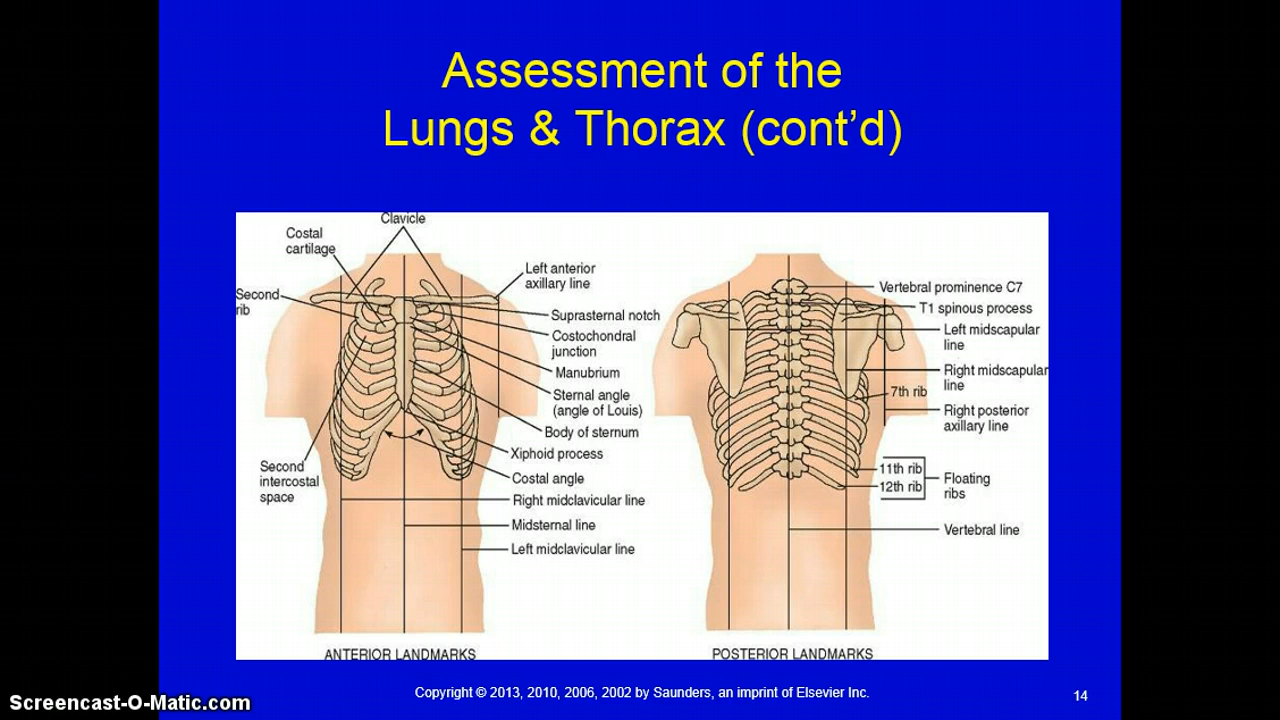 Assessment of the
Lungs & Thorax (cont’d)
Clavicle
Costal
cartilage
Second
rib
Second
intercostal
space
Left anterior
axillary line
Suprasternal notch
Costochondral
junction
Manubrium
Sternal angle
(angle of Louis)
Body of sternum
Xiphoid process
Costal angle
Right midclavicular line
Midsternal line
Left midclavicular line
ANTERIOR LANDMARKS
Vertebral prominence C7
T1 spinous process
Left midscapular
line
Right midscapular
line
7th rib
Right posterior
axillary line
11th rib
12th rib
Floating
ribs
Vertebral line
POSTERIOR LANDMARKS
Copyright © 2013, 2010, 2006, 2002 by Saunders, an imprint of Elsevier Inc.
14
Screencast-O-Matic.com